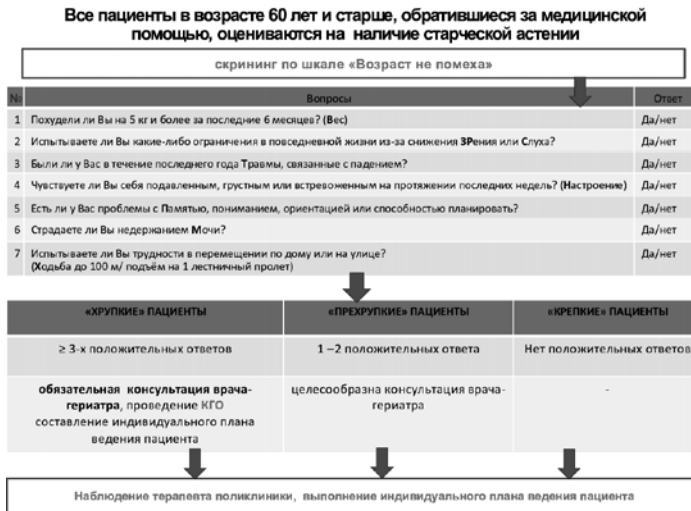 Все пациенты в возрасте 60 лет и старше, обратившиеся за медицинской
помощью, оцениваются на наличие старческой астении
скрининг по шкале «Возраст не помеха»
№ Вопросы Ответ
1 Похудели ли Вы на 5 кг и более за последние 6 месяцев? (Вес) Да/нет
2 Испытываете ли Вы какие-либо ограничения в повседневной жизни из-за снижения ЗРения или Слуха? Да/нет
3 Были ли у Вас в течение последнего года Травмы, связанные с падением? Да/нет
4 Чувствуете ли Вы себя подавленным, грустным или встревоженным на протяжении последних недель? (Настроение) Да/нет
5 Есть ли у Вас проблемы с Памятью, пониманием, ориентацией или способностью планировать? Да/нет
6 Страдаете ли Вы недержанием Мочи? Да/нет
7 Испытываете ли Вы трудности в перемещении по дому или на улице? Да/нет
(Ходьба до 100 м/ подъём на 1 лестничный пролет)
«ХРУПКИЕ» ПАЦИЕНТЫ «ПРЕХРУПКИЕ» ПАЦИЕНТЫ «КРЕПКИЕ» ПАЦИЕНТЫ
≥ 3-х положительных ответов 1 –2 положительных ответа Нет положительных ответов
обязательная консультация врача- целесообразна консультация врача- -
гериатра, проведение КГО гериатра
составление индивидуального плана
ведения пациента
Наблюдение терапевта поликлиники, выполнение индивидуального плана ведения пациента